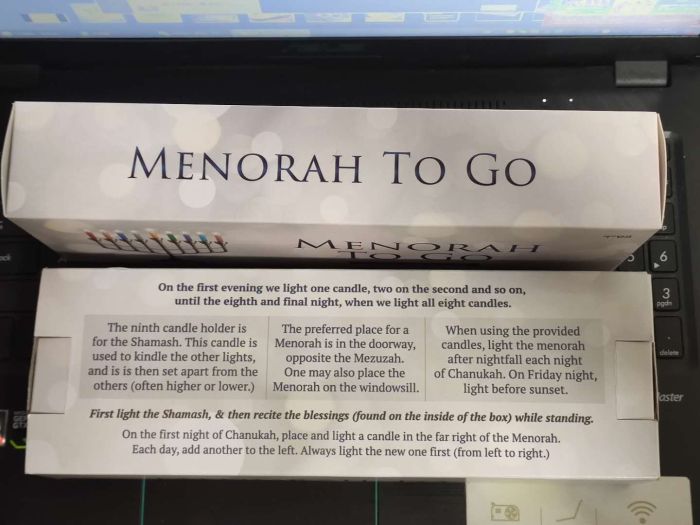 MENORAH TO GO
MENORAH
TO GO
On the first evening we light one candle, two on the second and so on,
until the eighth and final night, when we light all eight candles.
The ninth candle holder is
for the Shamash. This candle is
used to kindle the other lights,
and is is then set apart from the
others (often higher or lower.)
The preferred place for a
Menorah is in the doorway,
opposite the Mezuzah.
One may also place the
Menorah on the windowsill.
When using the provided
candles, light the menorah
after nightfall each night
of Chanukah. On Friday night,
light before sunset.
First light the Shamash, & then recite the blessings (found on the inside of the box) while standing.
On the first night of Chanukah, place and light a candle in the far right of the Menorah.
Each day, add another to the left. Always light the new one first (from left to right.)
6
3
pgdn
delete